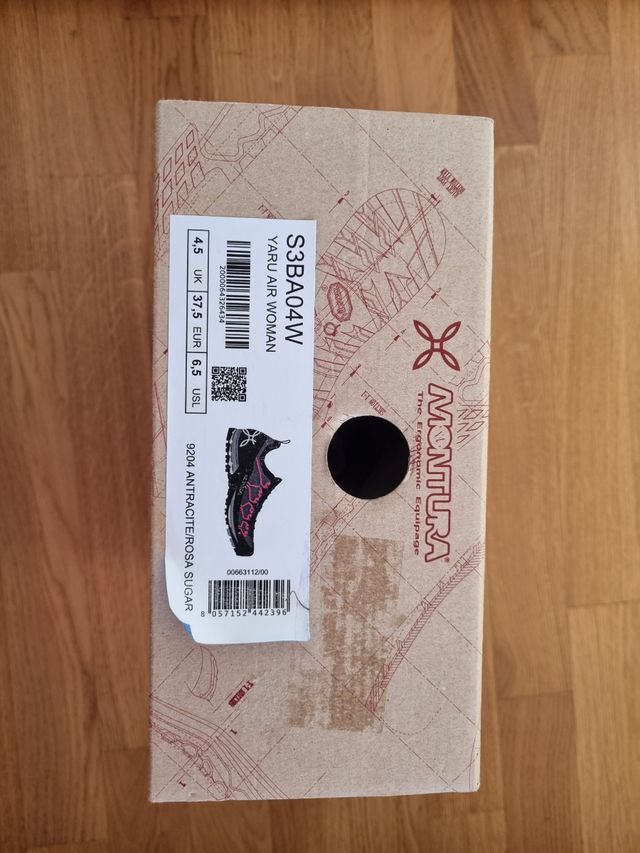 MONTURA®
The Ergonomic Equipage
S3BA04W
YARU AIR WOMAN
2000064326434
4,5 UK 37,5 EUR 6,5 USL
9204 ANTRACITE/ROSA SUGAR
00663112/00
8 057152 442396